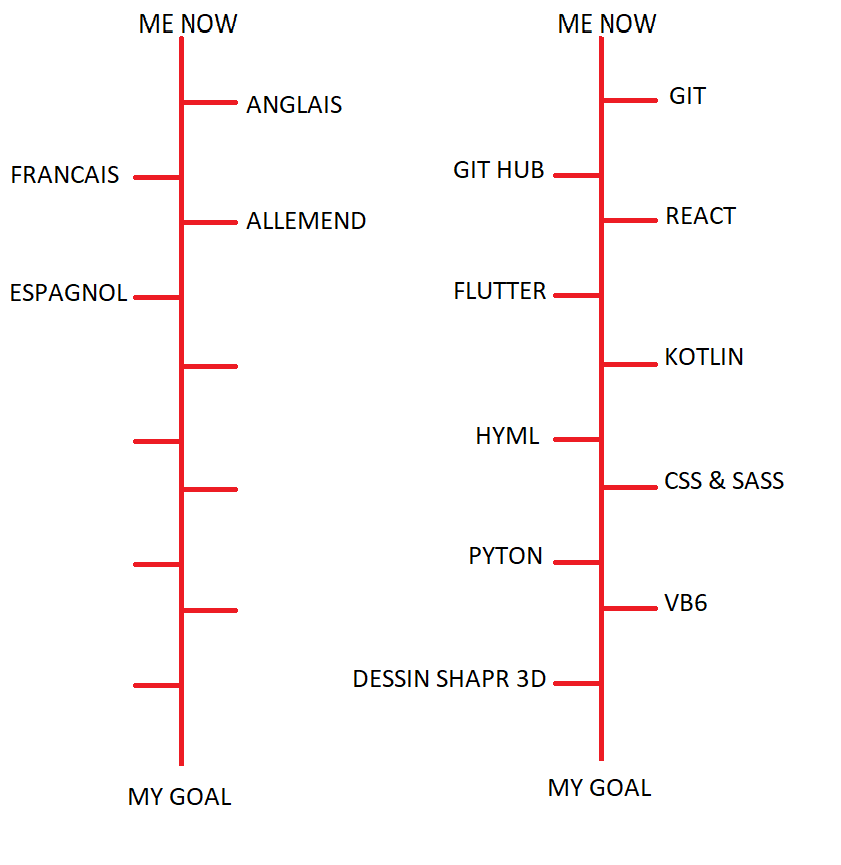 ME NOW
ANGLAIS
FRANCAIS
ALLEMEND
ESPAGNOL
MY GOAL
ME NOW
GIT
GIT HUB
REACT
FLUTTER
KOTLIN
HYML
CSS & SASS
PYTON
VB6
DESSIN SHAPR 3D
MY GOAL